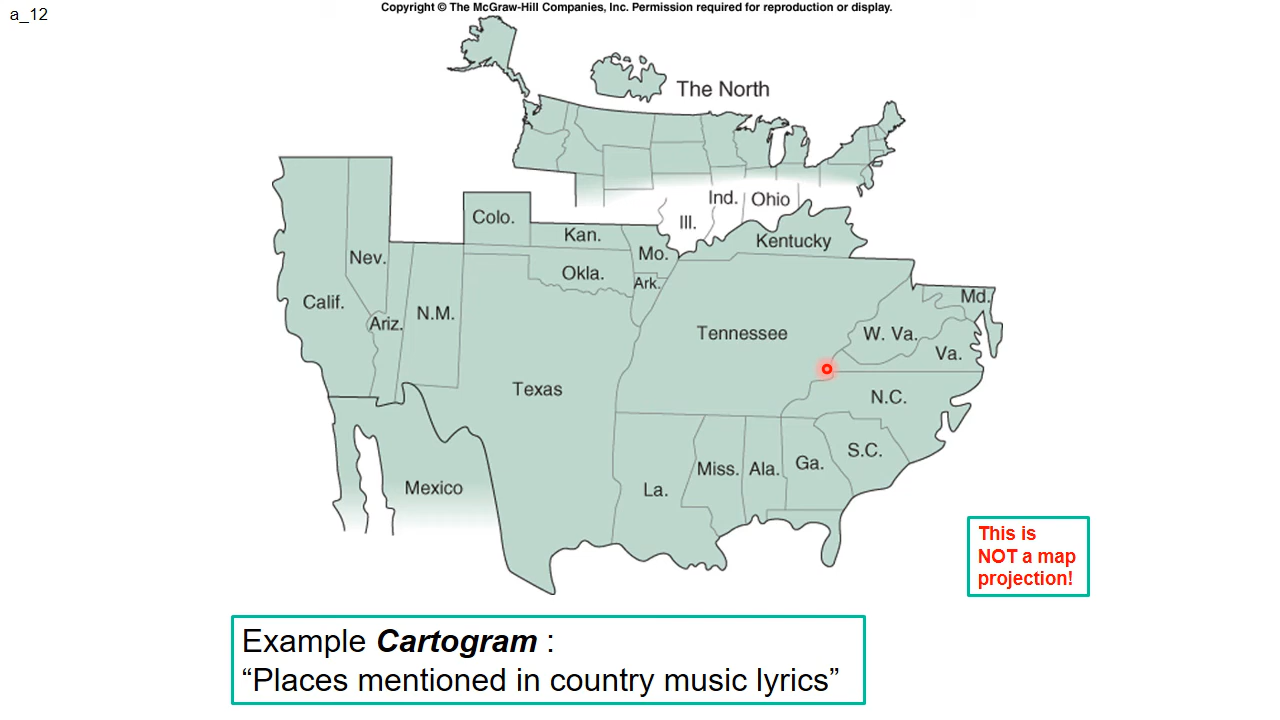 a_12
Copyright © The McGraw-Hill Companies, Inc. Permission required for reproduction or display.
The North
Ind.
Ohio
Ill.
Colo.
Kan.
Kentucky
Mo.
Nev.
Okla.
Ark.
Md.
Calif.
Ariz.
N.M.
Tennessee
W. Va.
Va.
Texas
N.C.
S.C.
Miss.
Ala.
Ga.
La.
Mexico
This is
NOT a map
projection!
Example Cartogram :
“Places mentioned in country music lyrics”